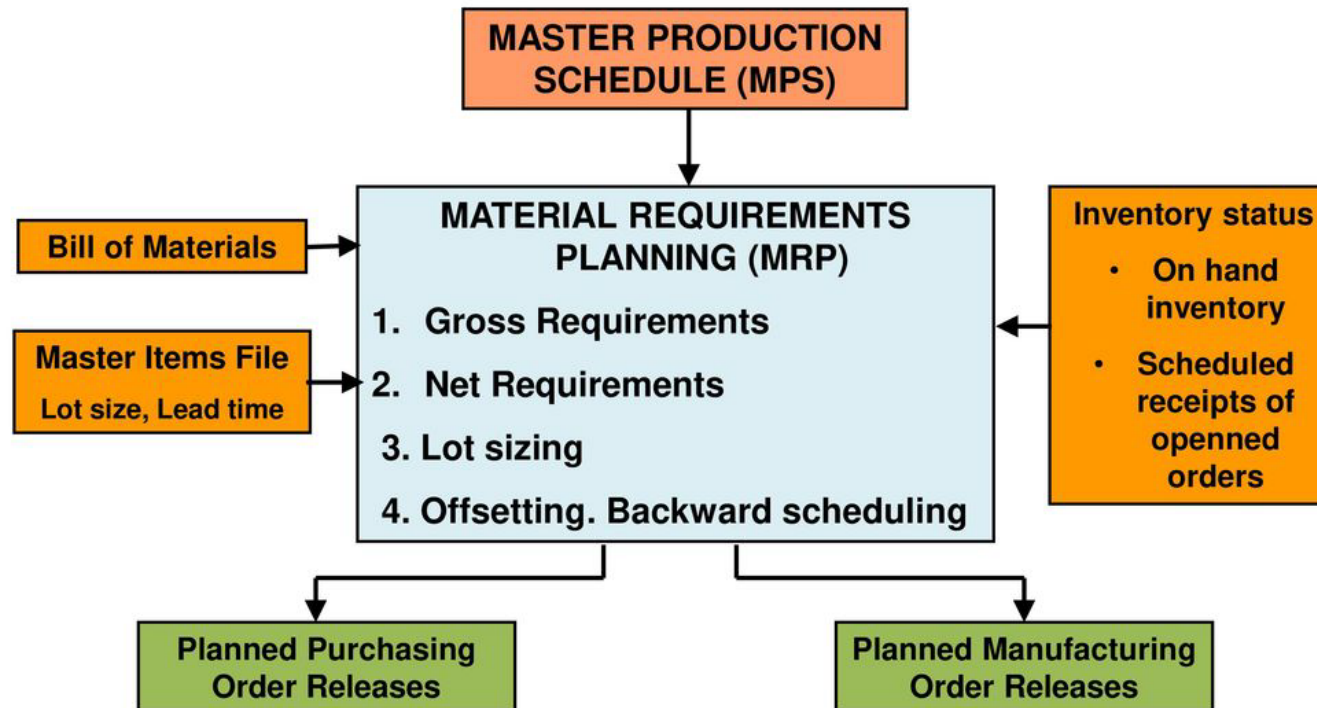 MASTER PRODUCTION
SCHEDULE (MPS)
Bill of Materials
Master Items File
Lot size, Lead time
MATERIAL REQUIREMENTS
PLANNING (MRP)
1. Gross Requirements
2. Net Requirements
3. Lot sizing
4. Offsetting. Backward scheduling
Inventory status
• On hand
inventory
• Scheduled
receipts of
openned
orders
Planned Purchasing
Order Releases
Planned Manufacturing
Order Releases